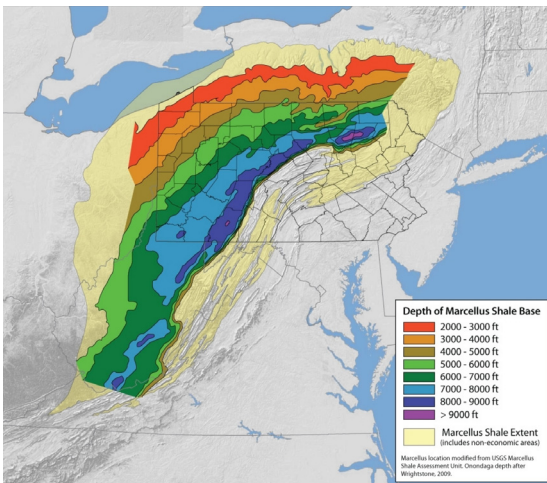 Depth of Marcellus Shale Base
2000 - 3000 ft
3000 - 4000 ft
4000 - 5000 ft
5000 - 6000 ft
6000 - 7000 ft
7000 - 8000 ft
8000 - 9000 ft
> 9000 ft
Marcellus Shale Extent
(includes non-economic areas)
Marcellus location modified from USGS Marcellus
Shale Assessment Unit. Onondaga depth after
Wrightstone, 2009.